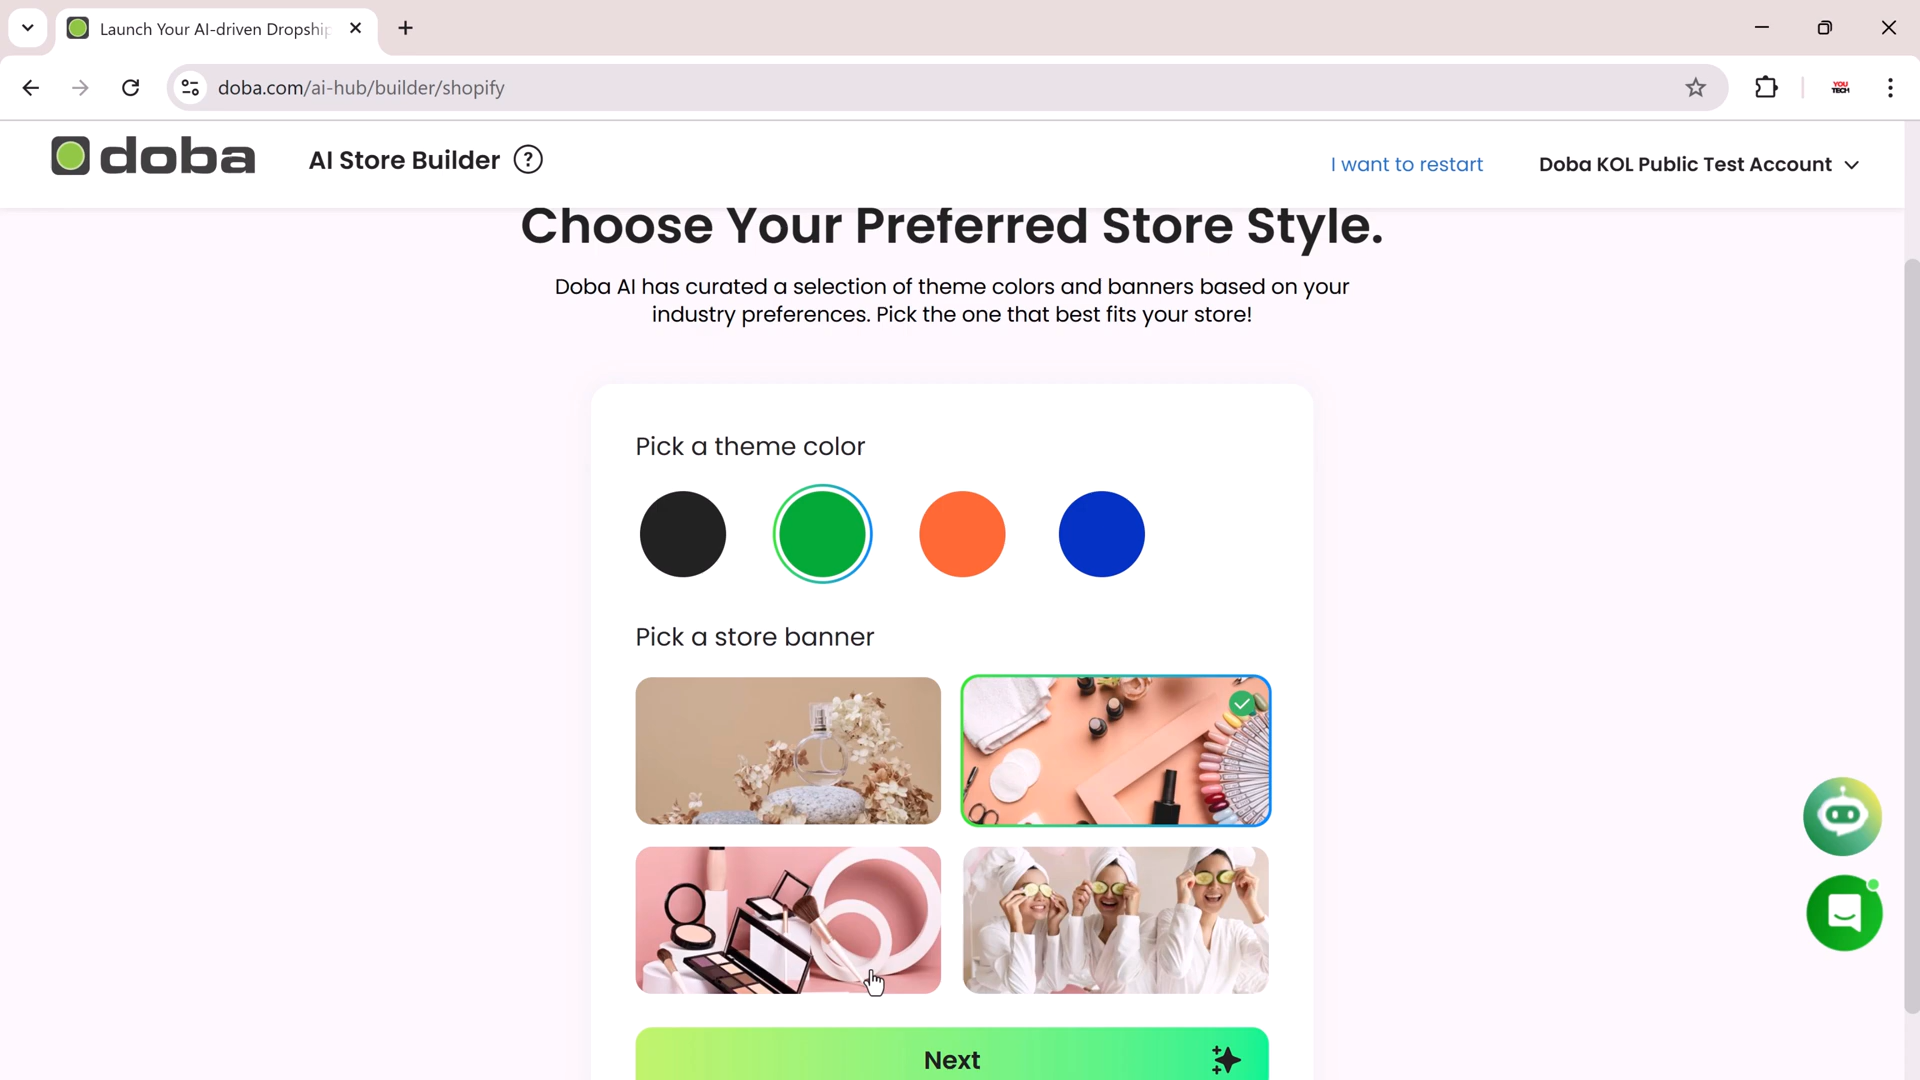 Launch Your AI-driven Dropship
doba.com/ai-hub/builder/shopify
YOU
TECH
doba
AI Store Builder ?
I want to restart
Doba KOL Public Test Account
Choose Your Preferred Store Style.
Doba AI has curated a selection of theme colors and banners based on your
industry preferences. Pick the one that best fits your store!
Pick a theme color
Pick a store banner
Next